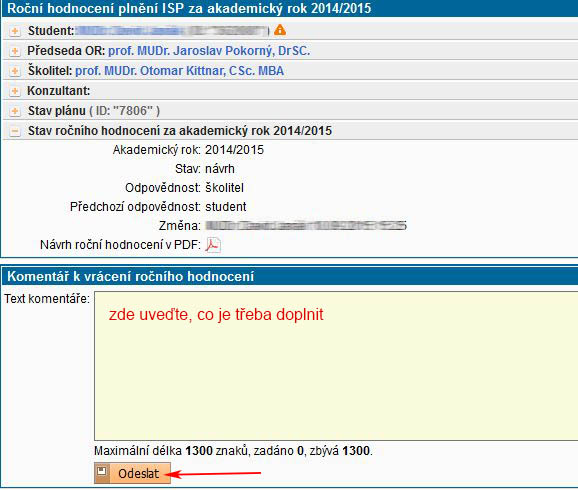 Roční hodnocení plnění ISP za akademický rok 2014/2015
Student:
Předseda OR: prof. MUDr. Jaroslav Pokorný, DrSC.
Školitel: prof. MUDr. Otomar Kittnar, CSc. MBA
Konzultant:
Stav plánu ( ID: "7806" )
Stav ročního hodnocení za akademický rok 2014/2015
Akademický rok: 2014/2015
Stav: návrh
Odpovědnost: školitel
Předchozí odpovědnost: student
Změna:
Návrh roční hodnocení v PDF:
Komentář k vrácení ročního hodnocení
Text komentáře:
zde uveďte, co je třeba doplnit
Maximální délka 1300 znaků, zadáno 0, zbývá 1300.
Odeslat